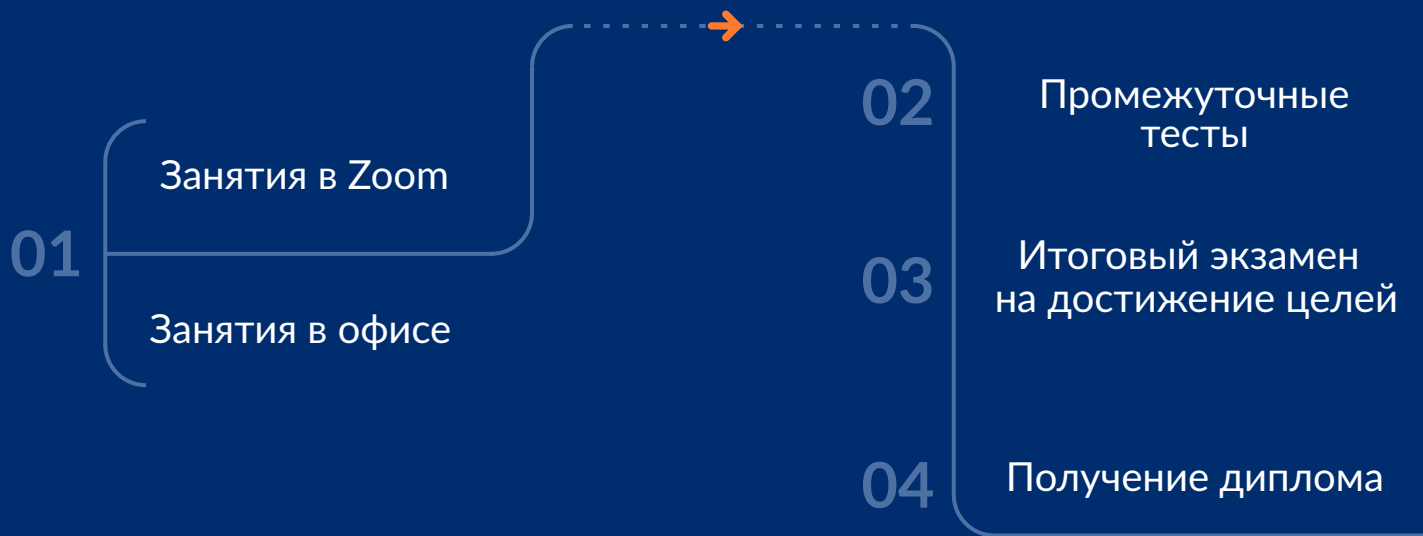 01
Занятия в Zoom
Занятия в офисе
02
Промежуточные
тесты
03
Итоговый экзамен
на достижение целей
04
Получение диплома